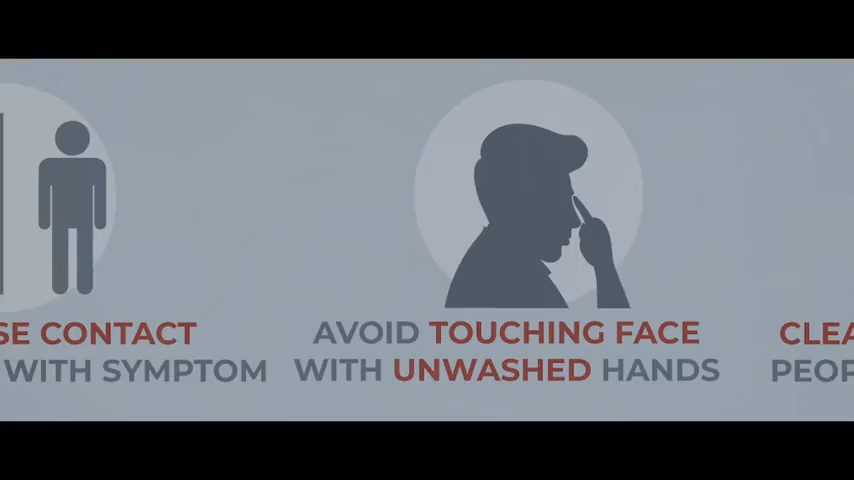 SE CONTACT
WITH SYMPTOM
AVOID TOUCHING FACE
WITH UNWASHED HANDS
CLEA
PEOP